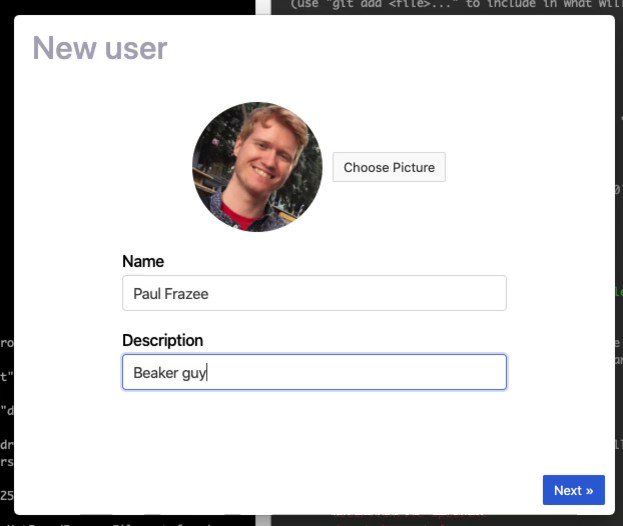 (use "git add <file>..." to include in what will
New user
Choose Picture
Name
Paul Frazee
Description
Beaker guy
Next »